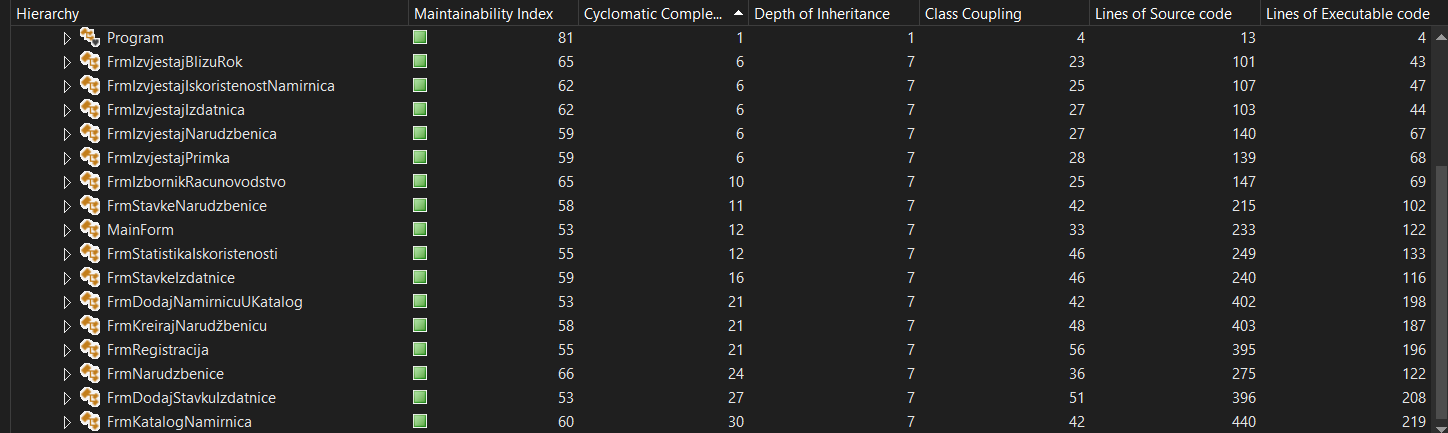 Hierarchy Maintainability Index Cyclomatic Comple... Depth of Inheritance Class Coupling Lines of Source code Lines of Executable code
Program 81 1 1 4 13 4
FrmIzvjestajBlizuRok 65 6 7 23 101 43
FrmIzvjestajIskoristenostNamirnica 62 6 7 25 107 47
FrmIzvjestajIzdatnica 62 6 7 27 103 44
FrmIzvjestajNarudzbenica 59 6 7 27 140 67
FrmIzvjestajPrimka 59 6 7 28 139 68
FrmIzbornikRacunovodstvo 65 10 7 25 147 69
FrmStavkeNarudzbenice 58 11 7 42 215 102
MainForm 53 12 7 33 233 122
FrmStatistikaIskoristenosti 55 12 7 46 249 133
FrmStavkeIzdatnice 59 16 7 46 240 116
FrmDodajNamirnicuUKatalog 53 21 7 42 402 198
FrmKreirajNarudžbenicu 58 21 7 48 403 187
FrmRegistracija 55 21 7 56 395 196
FrmNarudzbenice 66 24 7 36 275 122
FrmDodajStavkuIzdatnice 53 27 7 51 396 208
FrmKatalogNamirnica 60 30 7 42 440 219